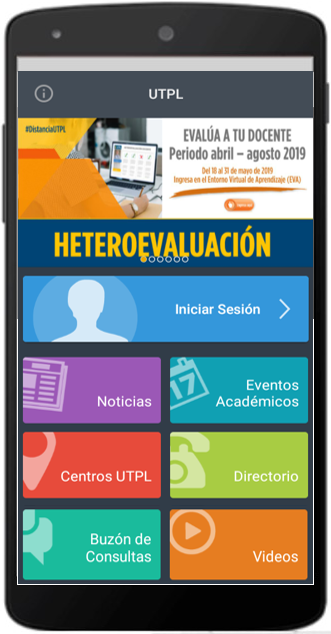 UTPL
#DistanciaUTPL
EVALÚA A TU DOCENTE
Periodo abril – agosto 2019
Del 18 al 31 de mayo de 2019
Ingresa en el Entorno Virtual de Aprendizaje (EVA)
HETEROEVALUACIÓN
Iniciar Sesión
Noticias
17
Eventos
Académicos
Centros UTPL
Directorio
Buzón de
Consultas
Videos